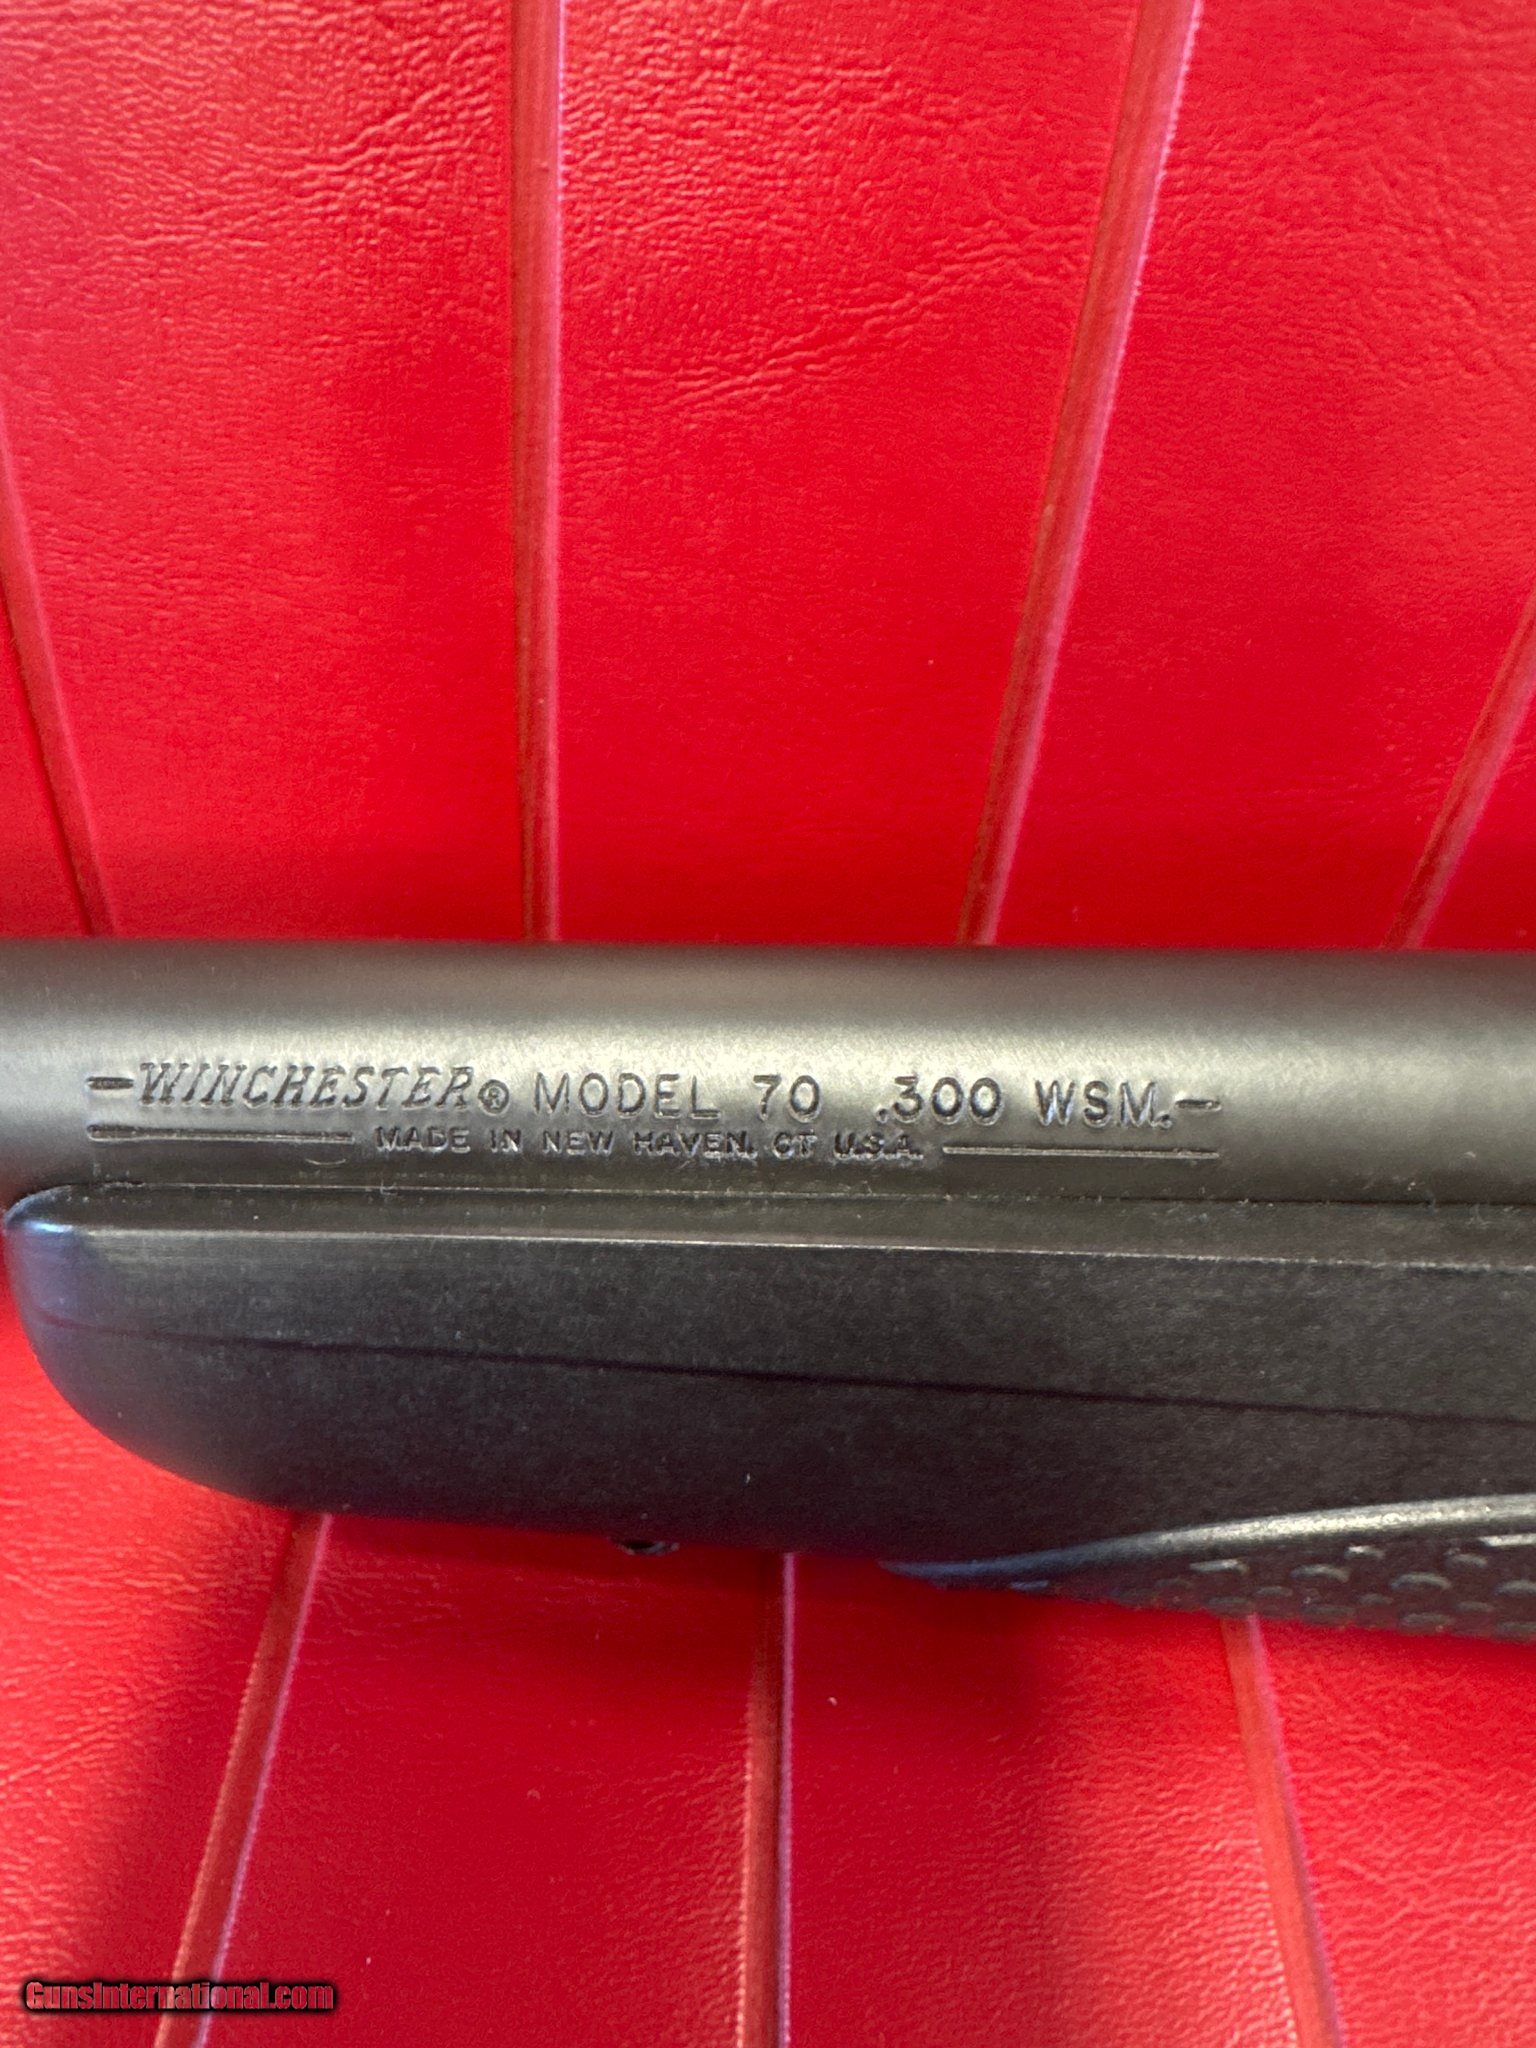 -WINCHESTER® MODEL 70 .300 WSM.-
MADE IN NEW HAVEN, CT U.S.A.
GunsInternational.com